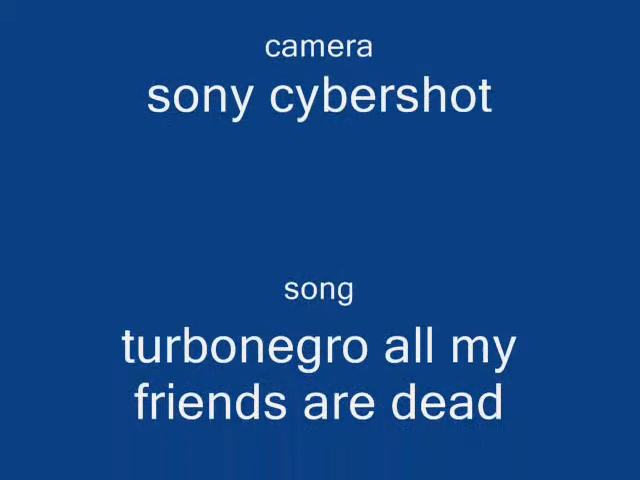 camera
sony cybershot
song
turbonegro all my
friends are dead